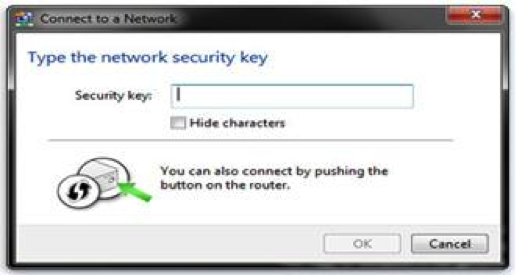 Connect to a Network
Type the network security key
Security key:
Hide characters
You can also connect by pushing the
button on the router.
OK
Cancel